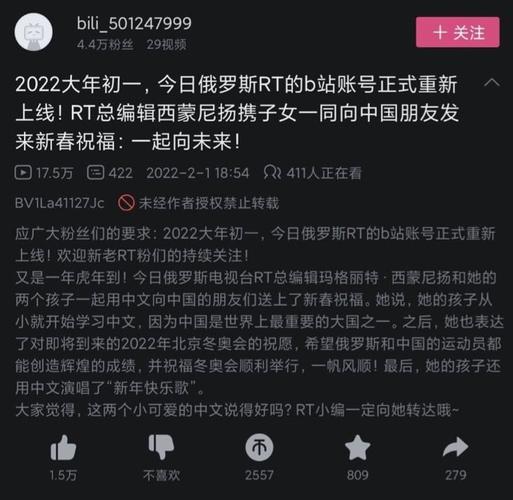 bili_501247999
4.4万粉丝 29视频
+ 关注
2022大年初一，今日俄罗斯RT的b站账号正式重新
上线！RT总编辑西蒙尼扬携子女一同向中国朋友发
来新春祝福：一起向未来！
17.5万 422 2022-2-1 18:54 411人正在看
BV1La41127Jc 未经作者授权禁止转载
应广大粉丝们的要求：2022大年初一，今日俄罗斯RT的b站账号正式重新
上线！欢迎新老RT粉们的持续关注！
又是一年虎年到！今日俄罗斯电视台RT总编辑玛格丽特·西蒙尼扬和她的
两个孩子一起用中文向中国的朋友们送上了新春祝福。她说，她的孩子从
小就开始学习中文，因为中国是世界上最重要的大国之一。之后，她也表达
了对即将到来的2022年北京冬奥会的祝愿，希望俄罗斯和中国的运动员都
能创造辉煌的成绩，并祝福冬奥会顺利举行，一帆风顺！最后，她的孩子还
用中文演唱了“新年快乐歌”。
大家觉得，这两个小可爱的中文说得好吗？RT小编一定向她转达哦~
1.5万 不喜欢 2557 809 277